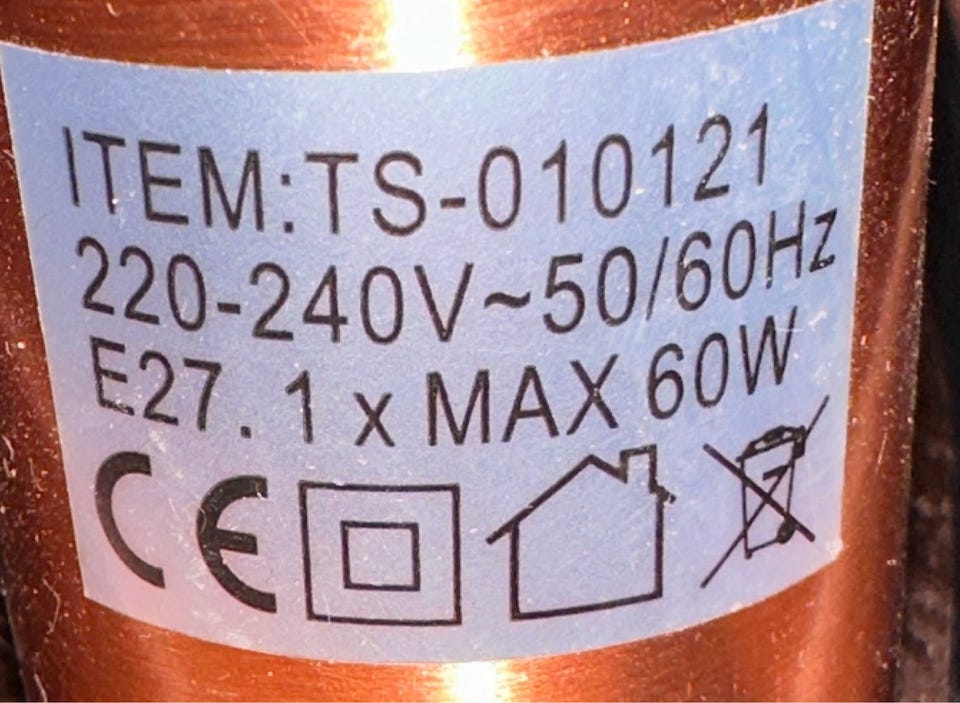 ITEM:TS-010121
220-240V~50/60Hz
E27. 1 x MAX 60W
CE